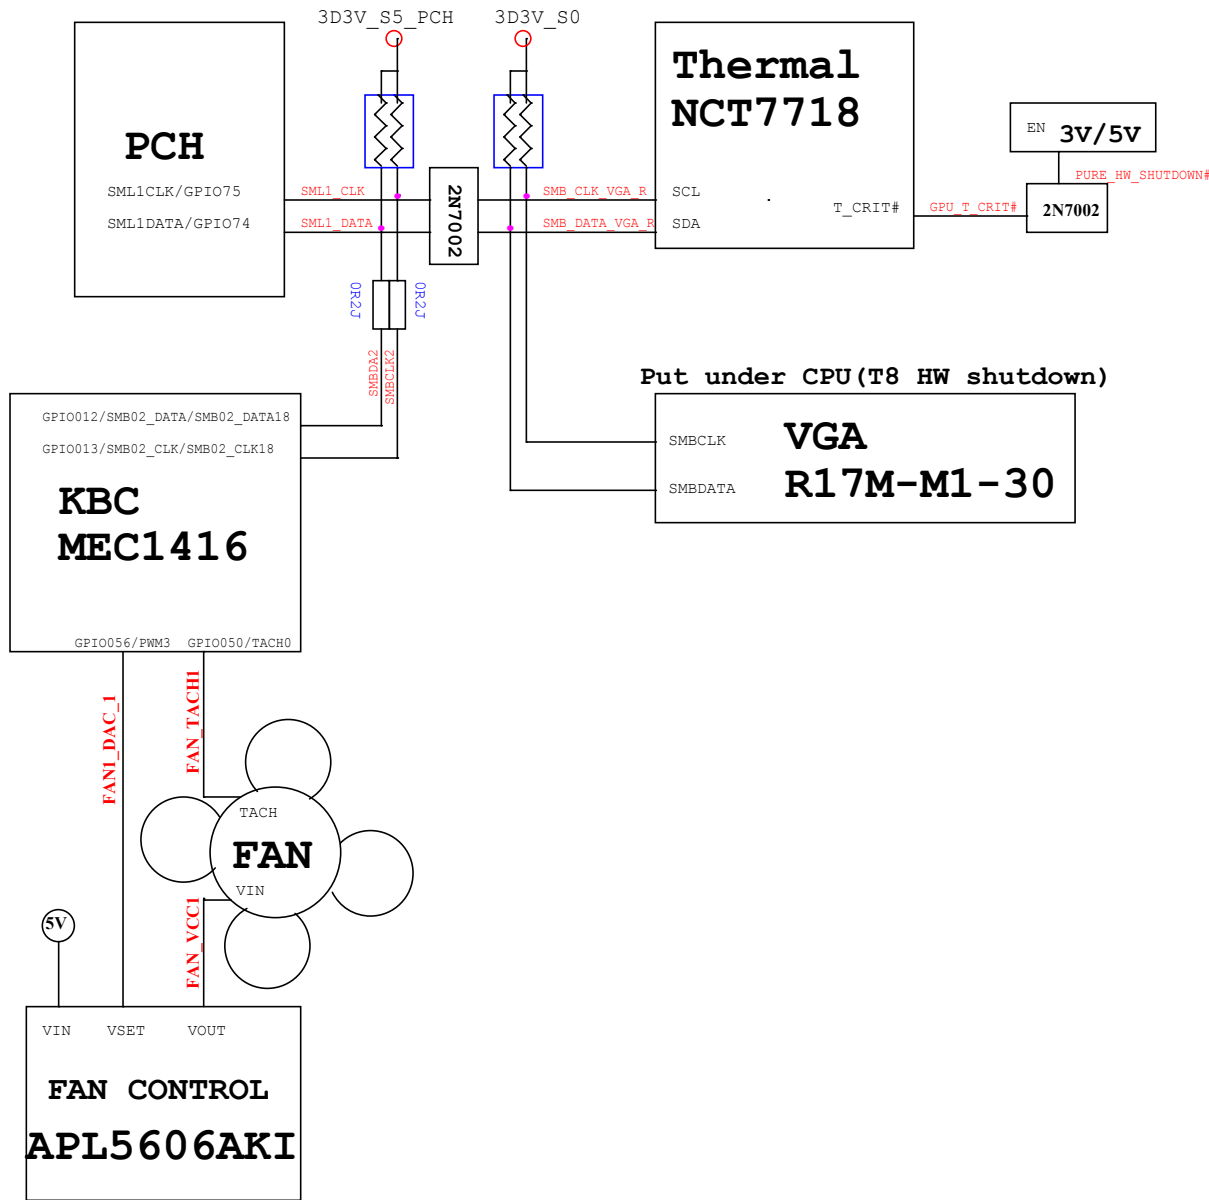 3D3V_S5_PCH
3D3V_S0
PCH
SML1CLK/GPIO75
SML1DATA/GPIO74
SML1_CLK
SML1_DATA
2N7002
SMB_CLK_VGA_R
SMB_DATA_VGA_R
Thermal
NCT7718
SCL
SDA
T_CRIT#
GPU_T_CRIT#
EN
3V/5V
PURE_HW_SHUTDOWN#
2N7002
0R2J
0R2J
SMBDA2
SMBCLK2
Put under CPU(T8 HW shutdown)
SMBCLK
SMBDATA
VGA
R17M-M1-30
GPIO012/SMB02_DATA/SMB02_DATA18
GPIO013/SMB02_CLK/SMB02_CLK18
KBC
MEC1416
GPIO056/PWM3
GPIO050/TACH0
FAN1_DAC_1
FAN_TACH1
TACH
FAN
VIN
FAN_VCC1
5V
VIN
VSET
VOUT
FAN CONTROL
APL5606AKI